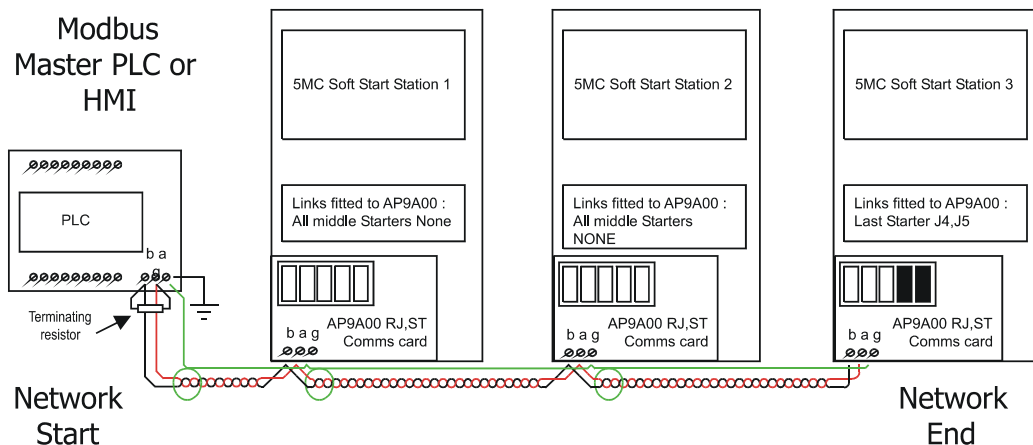 Modbus
Master PLC or
HMI
PLC
b a
g
Terminating
resistor
Network
Start
5MC Soft Start Station 1
Links fitted to AP9A00 :
All middle Starters None
AP9A00 RJ,ST
b a g
Comms card
5MC Soft Start Station 2
Links fitted to AP9A00 :
All middle Starters
NONE
AP9A00 RJ,ST
b a g
Comms card
5MC Soft Start Station 3
Links fitted to AP9A00 :
Last Starter J4,J5
AP9A00 RJ,ST
b a g
Comms card
Network
End